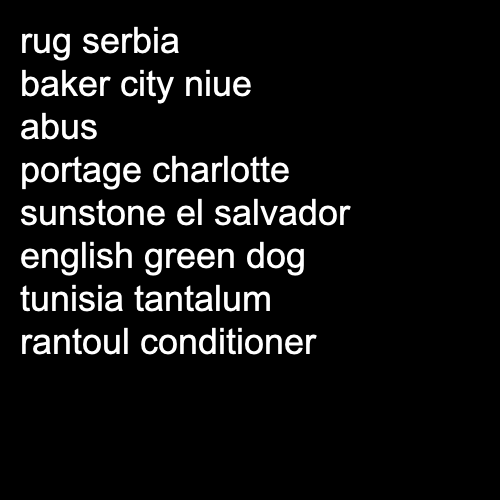 rug serbia
baker city niue
abus
portage charlotte
sunstone el salvador
english green dog
tunisia tantalum
rantoul conditioner